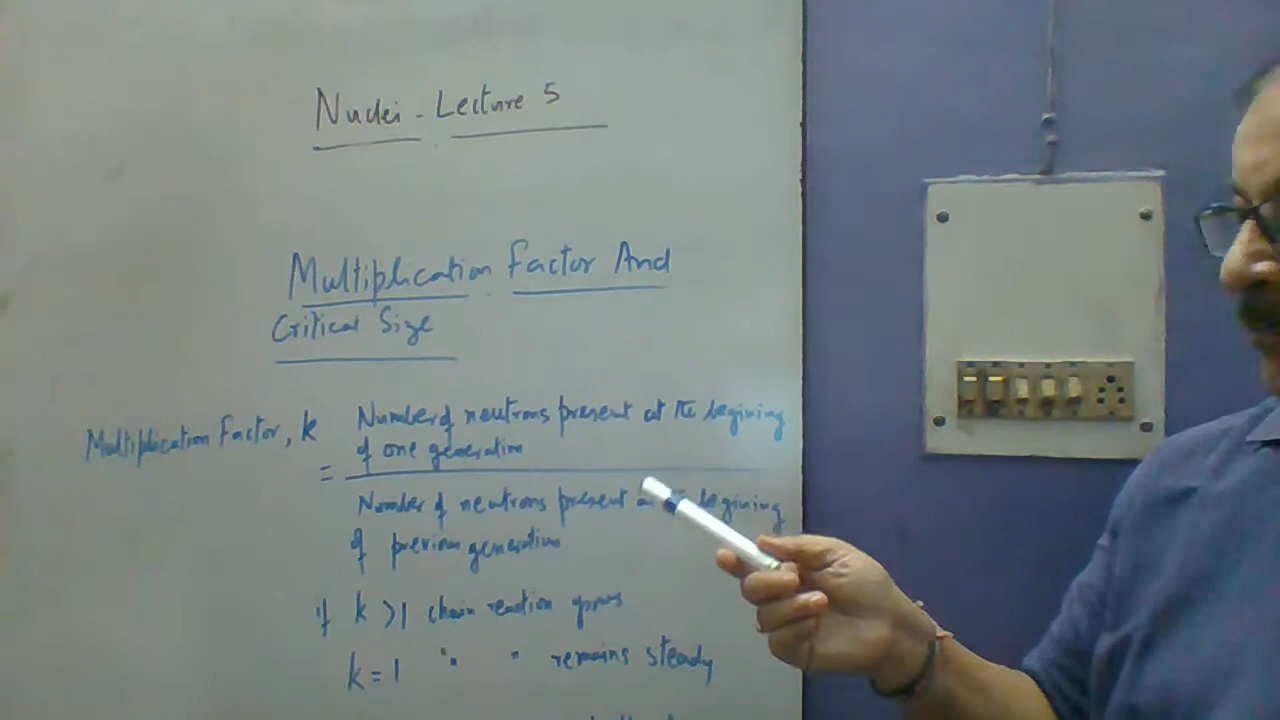 Nuclei - Lecture 5
Multiplication Factor And
Critical Size
Multiplication Factor, k = Number of neutrons present at the begining
of one generation
Number of neutrons present at the begining
of previous generation
if k >1 chain reaction grows
k = 1 " " remains steady